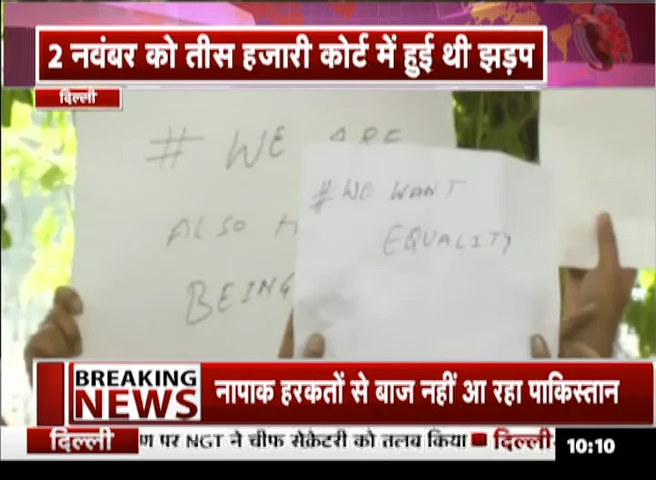 2 नवंबर को तीस हजारी कोर्ट में हुई थी झड़प
दिल्ली
# WE ARE
ALSO
BEING
# WE WANT
EQUALITY
BREAKING
NEWS
नापाक हरकतों से बाज नहीं आ रहा पाकिस्तान
दिल्ली
पर NGT ने चीफ सेक्रेटरी को तलब किया
दिल्ली
10:10